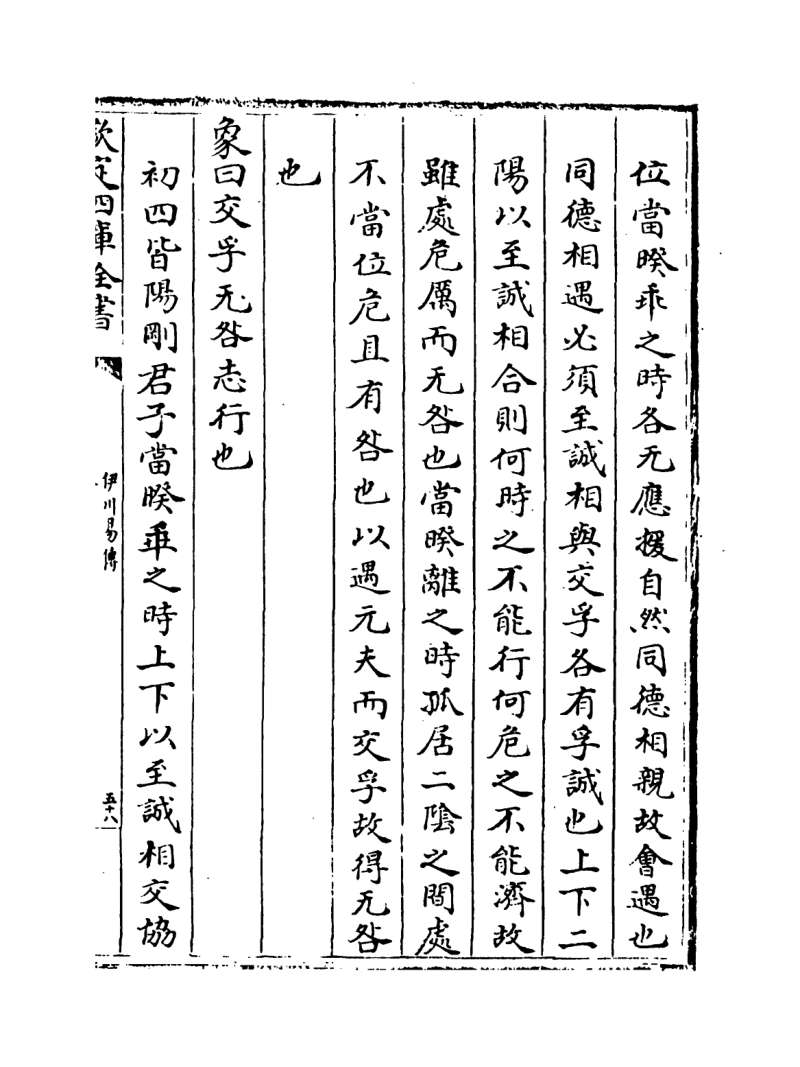 位當睽乖之時各无應援自然同德相親故會遇也
同德相遇必須至誠相與交孚各有孚誠也上下二
陽以至誠相合則何時之不能行何危之不能濟故
雖處危厲而无咎也當睽離之時孤居二陰之間處
不當位危且有咎也以遇元夫而交孚故得无咎
也
象曰交孚无咎志行也
初四皆陽剛君子當睽乖之時上下以至誠相交協
欽定四庫全書
伊川易傳
五十八